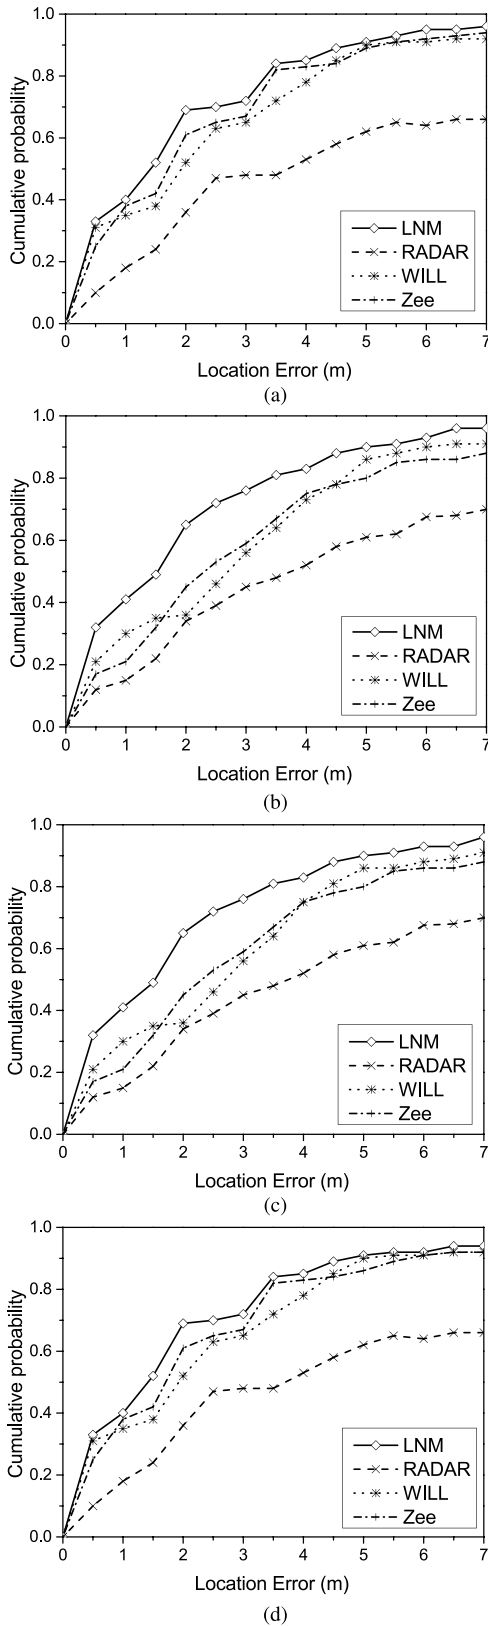 1.0
0.8
0.6
0.4
0.2
0.0
Cumulative probability
LNM
RADAR
WILL
Zee
0 1 2 3 4 5 6 7
Location Error (m)
(a)
1.0
0.8
0.6
0.4
0.2
0.0
Cumulative probability
LNM
RADAR
WILL
Zee
0 1 2 3 4 5 6 7
Location Error (m)
(b)
1.0
0.8
0.6
0.4
0.2
0.0
Cumulative probability
LNM
RADAR
WILL
Zee
0 1 2 3 4 5 6 7
Location Error (m)
(c)
1.0
0.8
0.6
0.4
0.2
0.0
Cumulative probability
LNM
RADAR
WILL
Zee
0 1 2 3 4 5 6 7
Location Error (m)
(d)